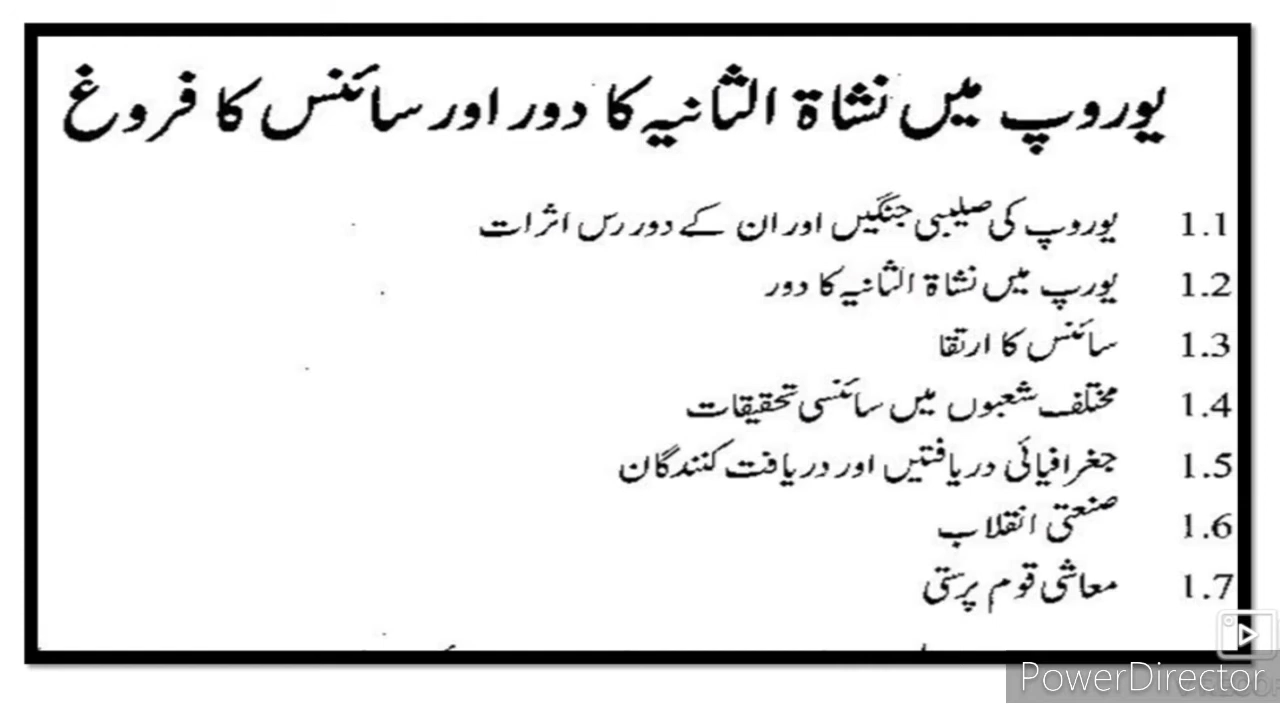 یوروپ میں نشاۃ الثانیہ کا دور اور سائنس کا فروغ
1.1 یوروپ کی صلیبی جنگیں اور ان کے دور رس اثرات
1.2 یورپ میں نشاۃ الثانیہ کا دور
1.3 سائنس کا ارتقا
1.4 مختلف شعبوں میں سائنسی تحقیقات
1.5 جغرافیائی دریافتیں اور دریافت کنندگان
1.6 صنعتی انقلاب
1.7 معاشی قوم پرستی
PowerDirector